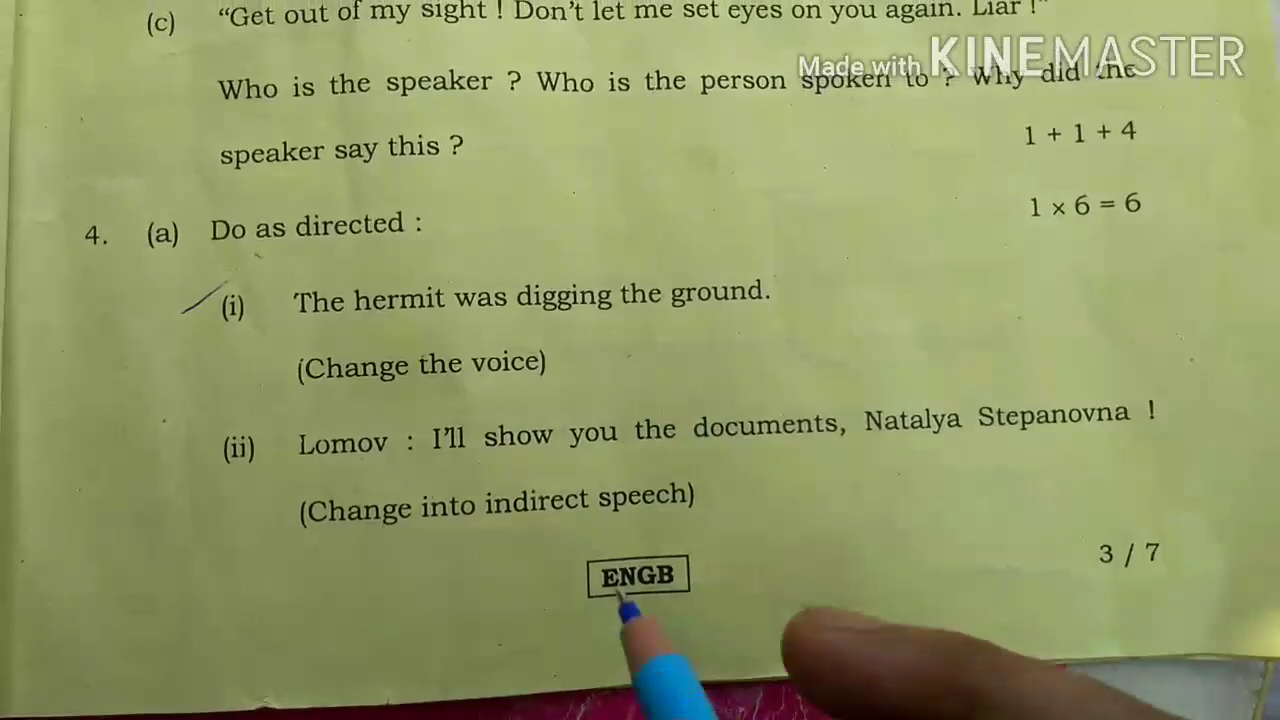 (c) “Get out of my sight ! Don’t let me set eyes on you again. Liar !”
Made with KINEMASTER
Who is the speaker ? Who is the person spoken to ? Why did the
speaker say this ? 1 + 1 + 4
4. (a) Do as directed : 1 × 6 = 6
(i) The hermit was digging the ground.
(Change the voice)
(ii) Lomov : I’ll show you the documents, Natalya Stepanovna !
(Change into indirect speech)
ENGB
3 / 7